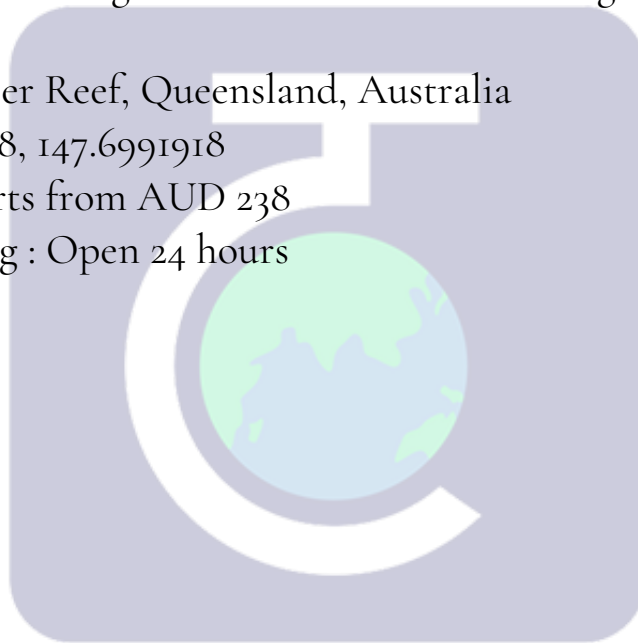 er Reef, Queensland, Australia
8, 147.6991918
rts from AUD 238
g : Open 24 hours